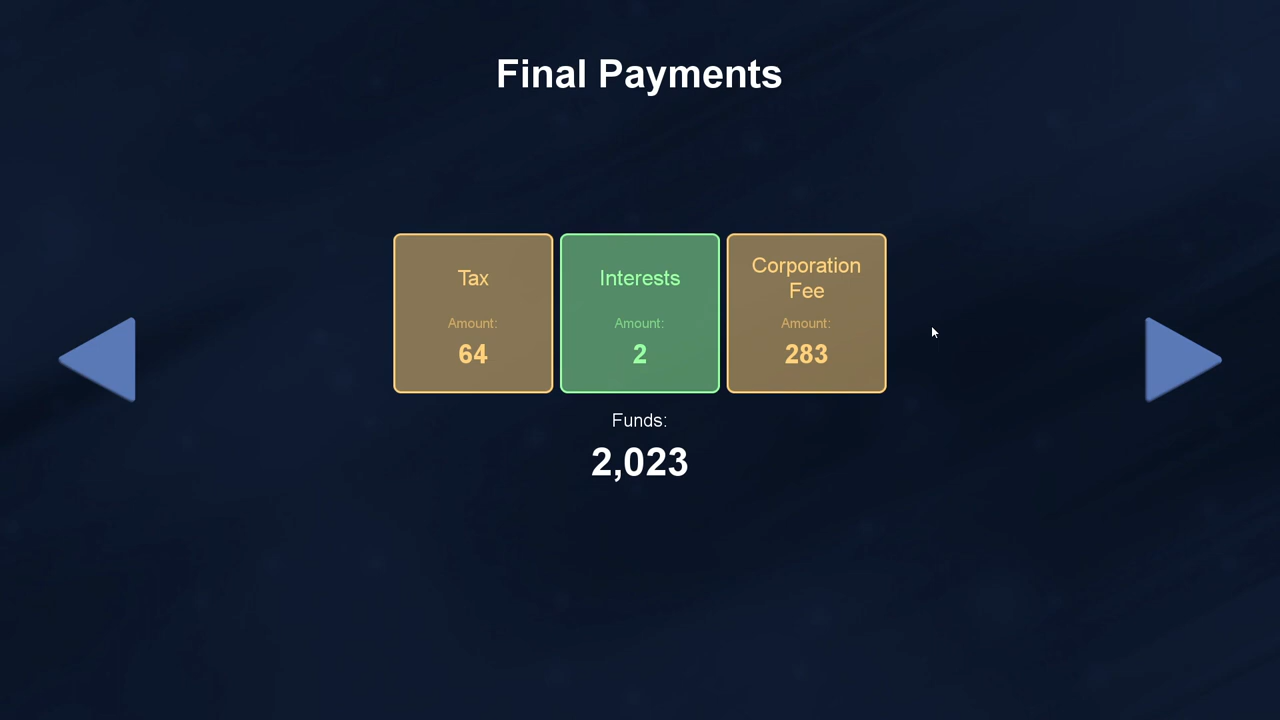 Final Payments
Tax
Amount:
64
Interests
Amount:
2
Corporation
Fee
Amount:
283
Funds:
2,023